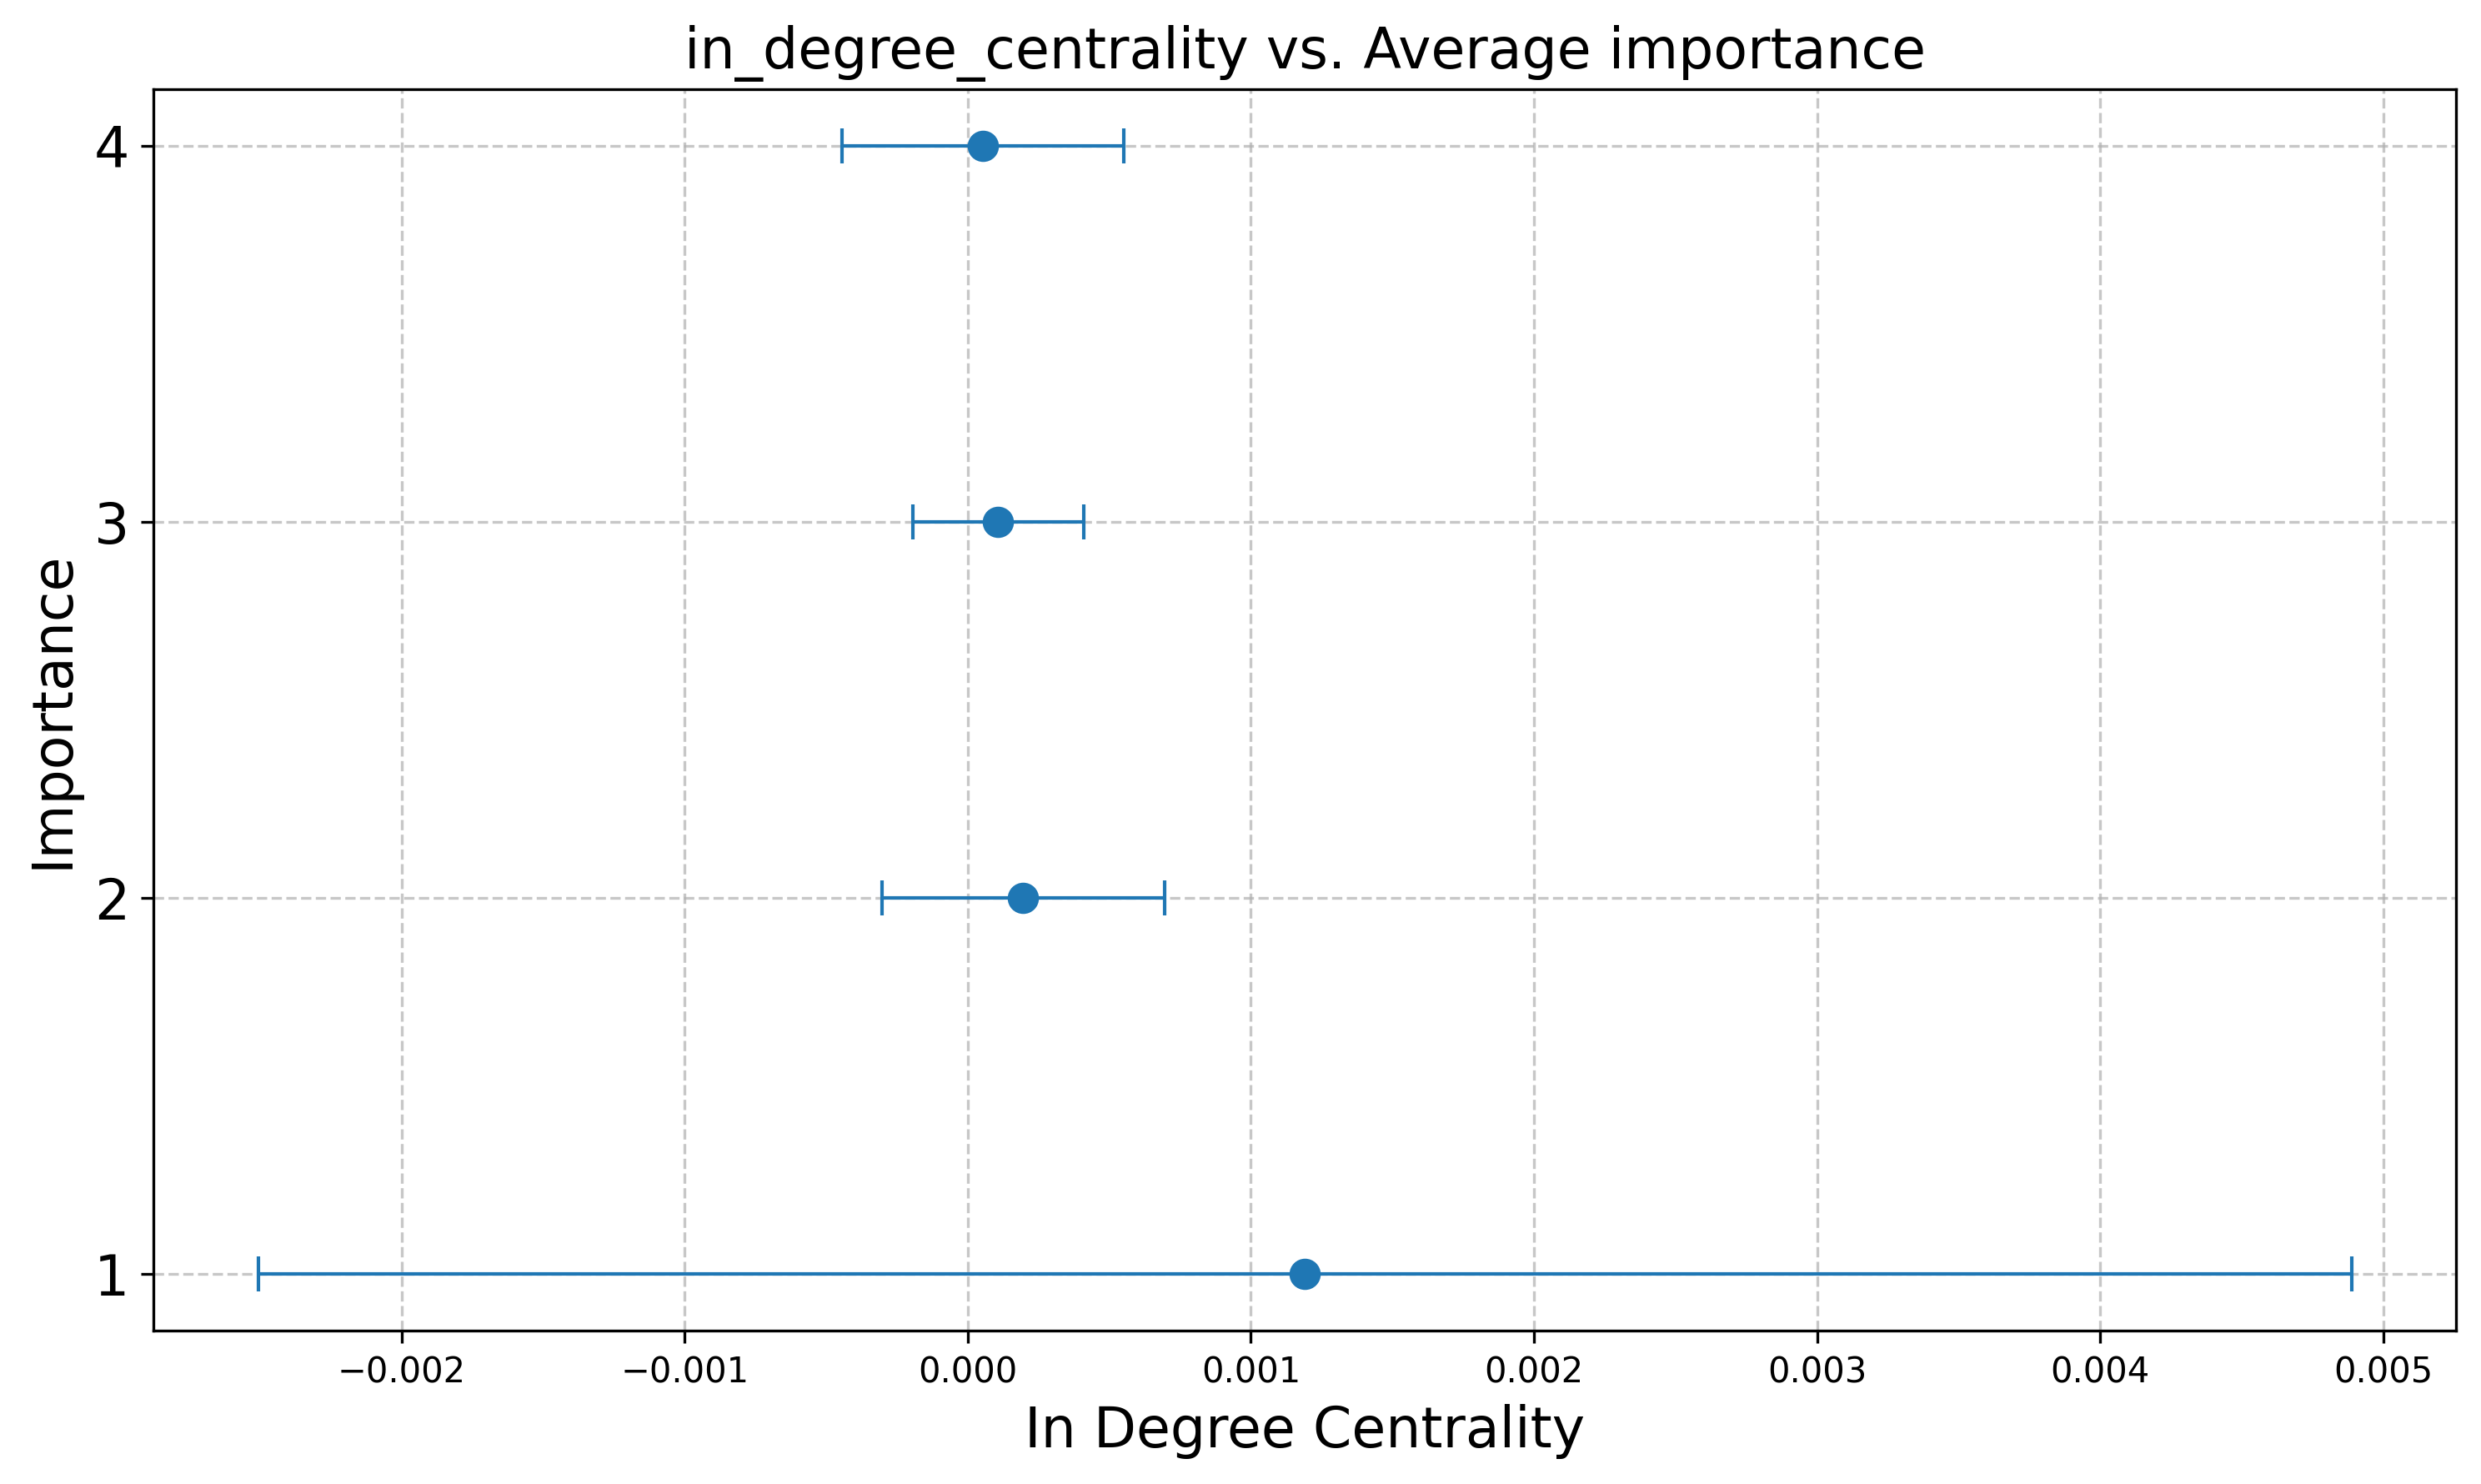 in_degree_centrality vs. Average importance
4
3
2
1
Importance
−0.002 −0.001 0.000 0.001 0.002 0.003 0.004 0.005
In Degree Centrality